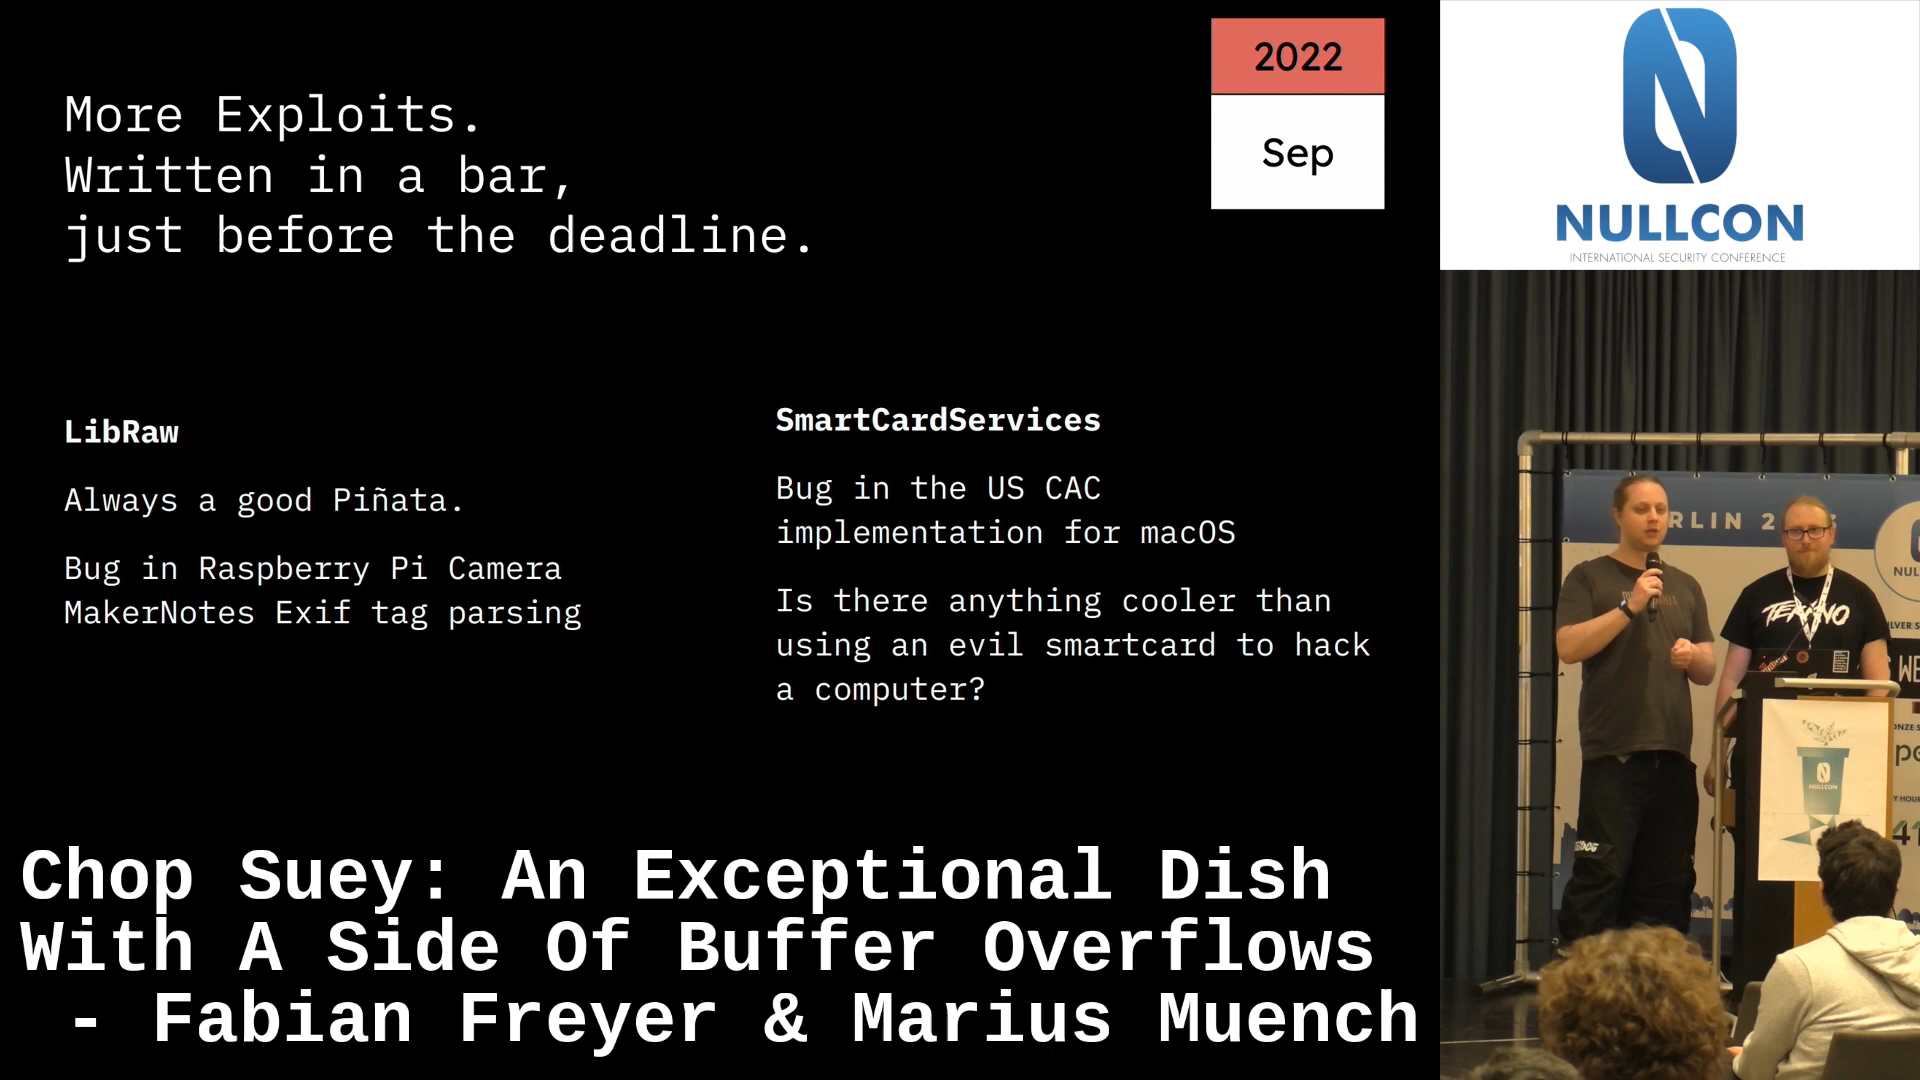 More Exploits.
Written in a bar,
just before the deadline.
2022
Sep
LibRaw
Always a good Piñata.
Bug in Raspberry Pi Camera
MakerNotes Exif tag parsing
SmartCardServices
Bug in the US CAC
implementation for macOS
Is there anything cooler than
using an evil smartcard to hack
a computer?
Chop Suey: An Exceptional Dish
With A Side Of Buffer Overflows
- Fabian Freyer & Marius Muench
NULLCON
INTERNATIONAL SECURITY CONFERENCE
NULLCON